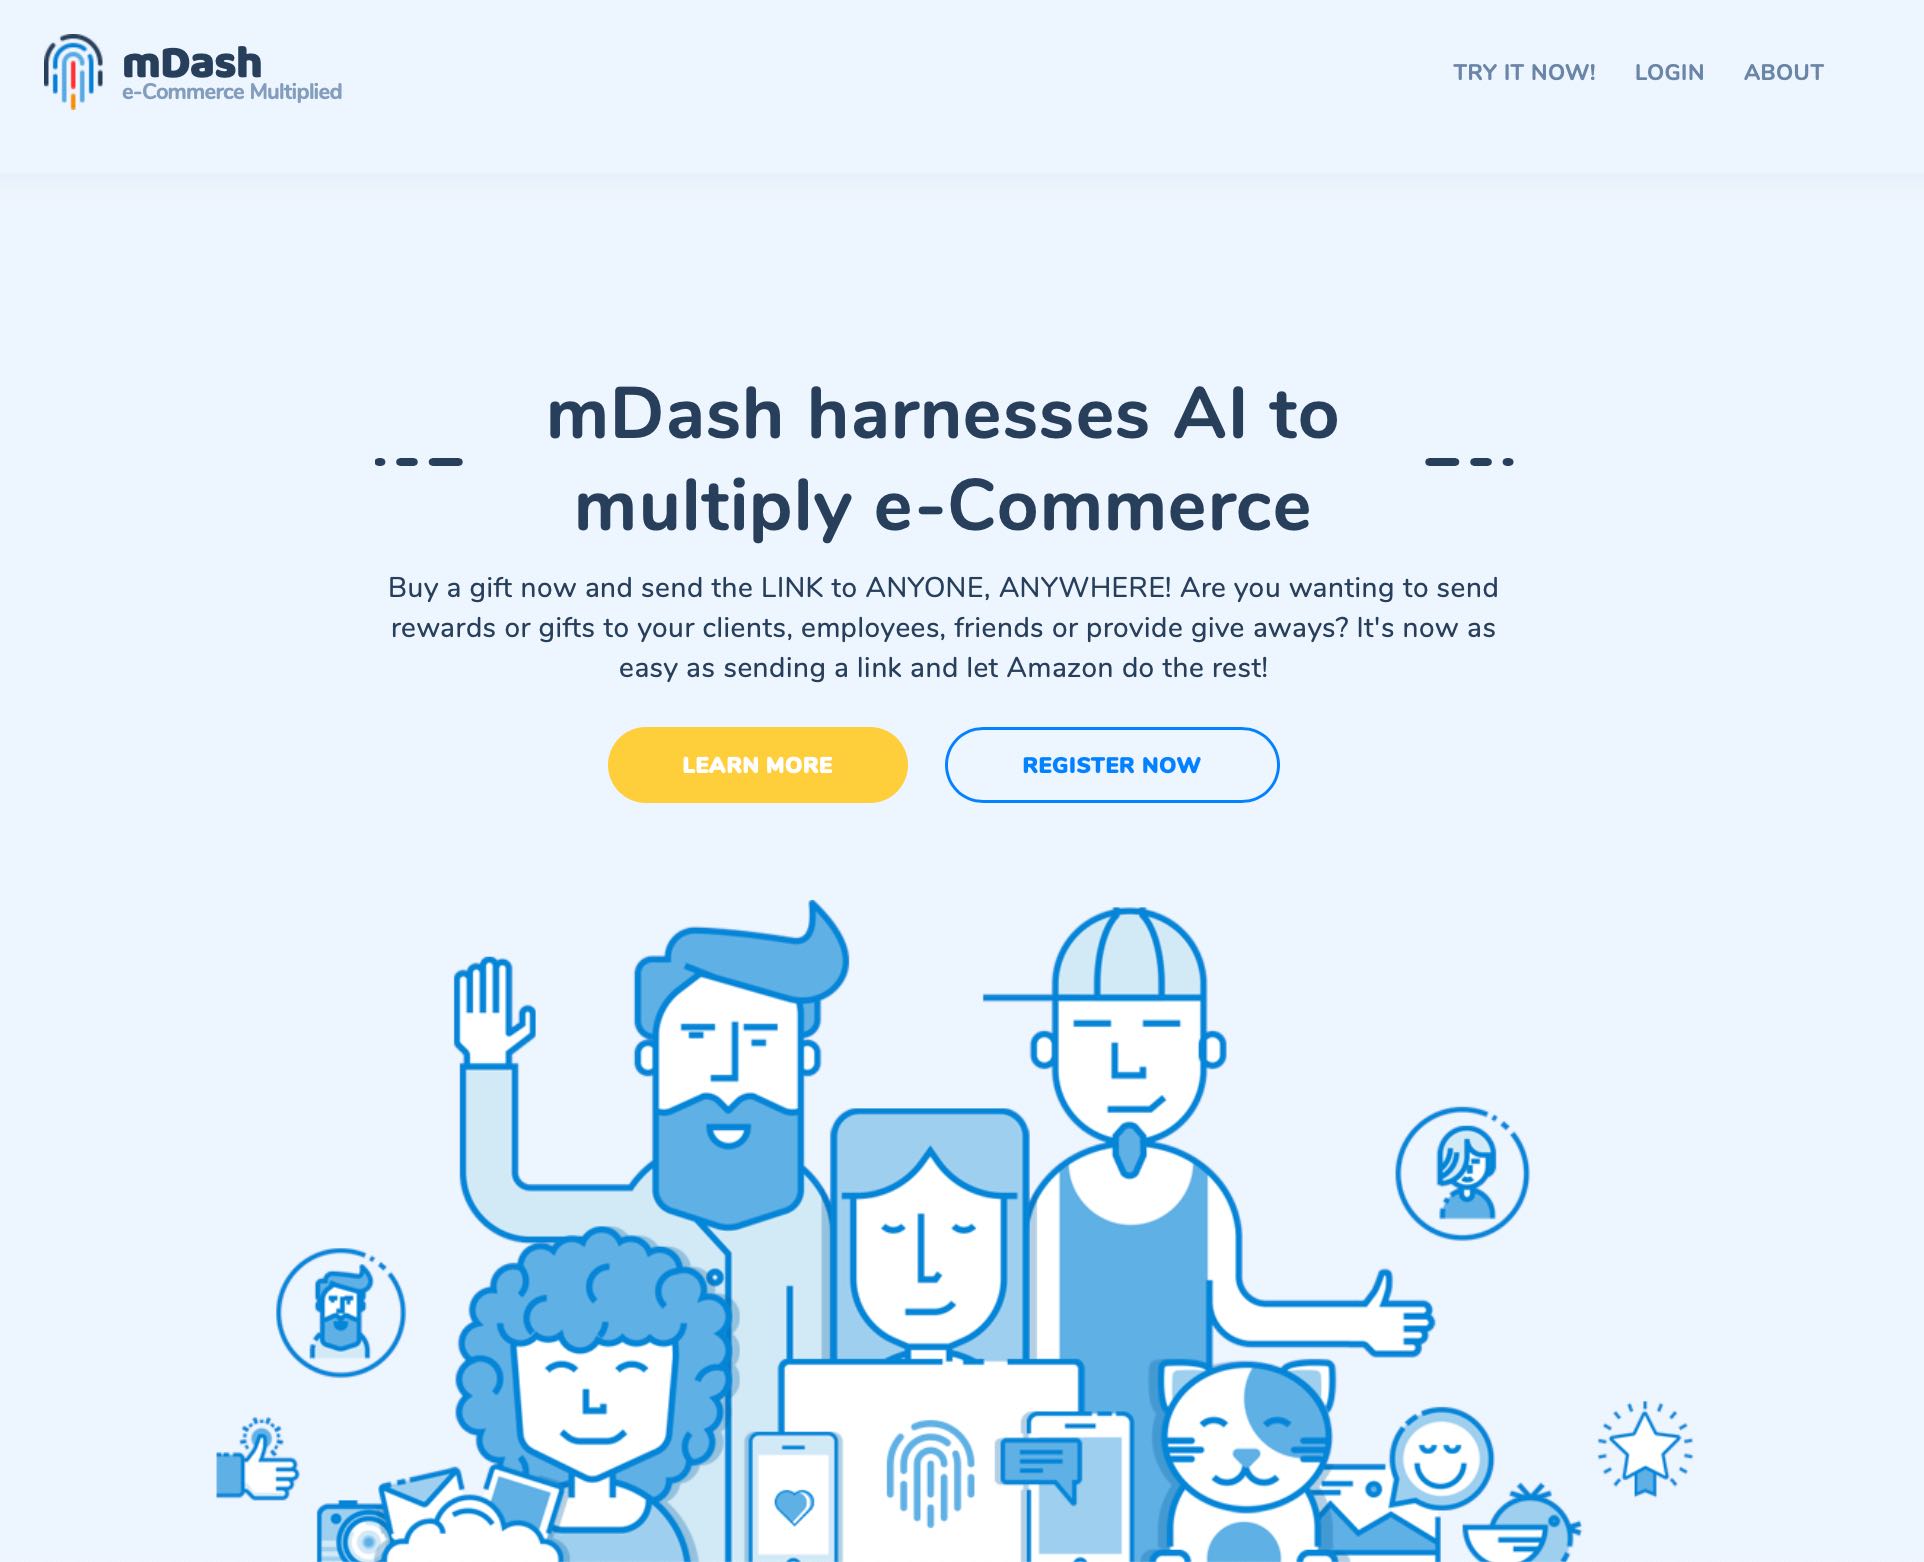 mDash
e-Commerce Multiplied
TRY IT NOW!
LOGIN
ABOUT
mDash harnesses AI to
multiply e-Commerce
Buy a gift now and send the LINK to ANYONE, ANYWHERE! Are you wanting to send
rewards or gifts to your clients, employees, friends or provide give aways? It's now as
easy as sending a link and let Amazon do the rest!
LEARN MORE
REGISTER NOW